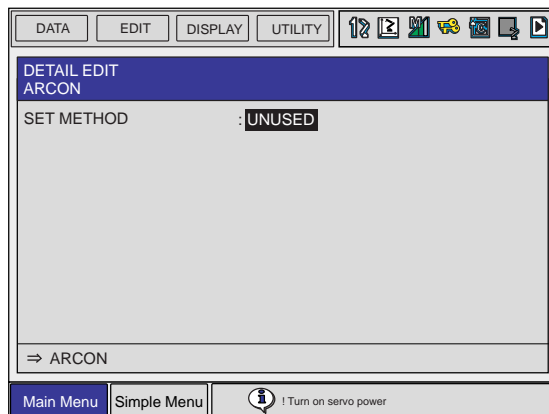 DATA EDIT DISPLAY UTILITY
DETAIL EDIT
ARCON
SET METHOD : UNUSED
⇒ ARCON
Main Menu Simple Menu ! Turn on servo power